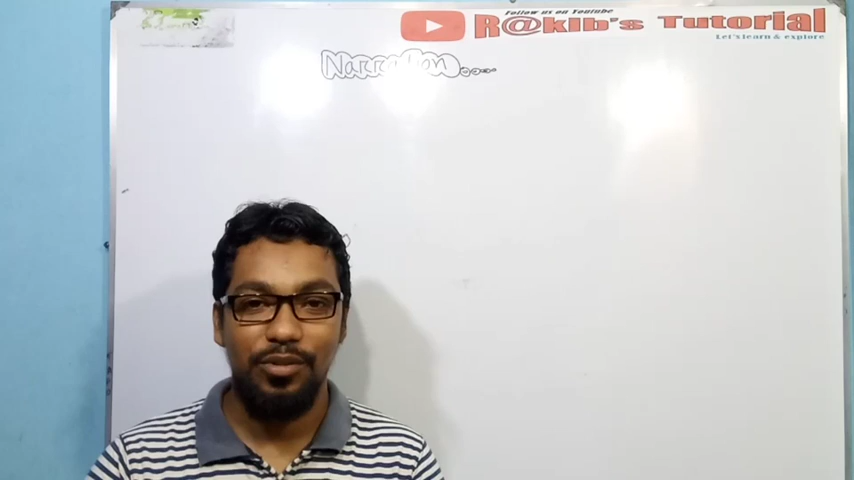 Follow us on Youtube
R@kib's Tutorial
Let's learn & explore
Narration....